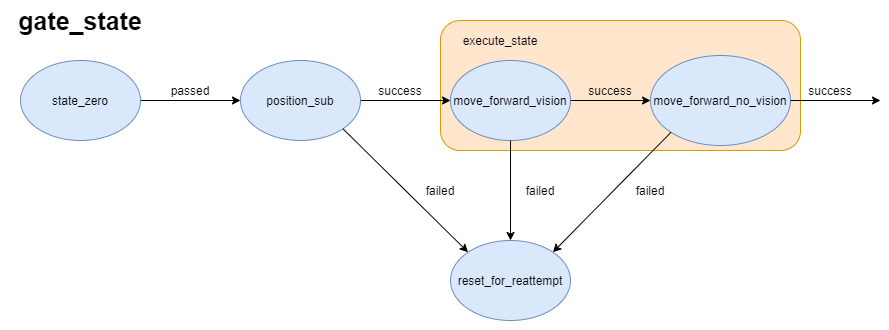 gate_state
execute_state
state_zero
passed
position_sub
success
move_forward_vision
success
move_forward_no_vision
success
failed
failed
failed
reset_for_reattempt